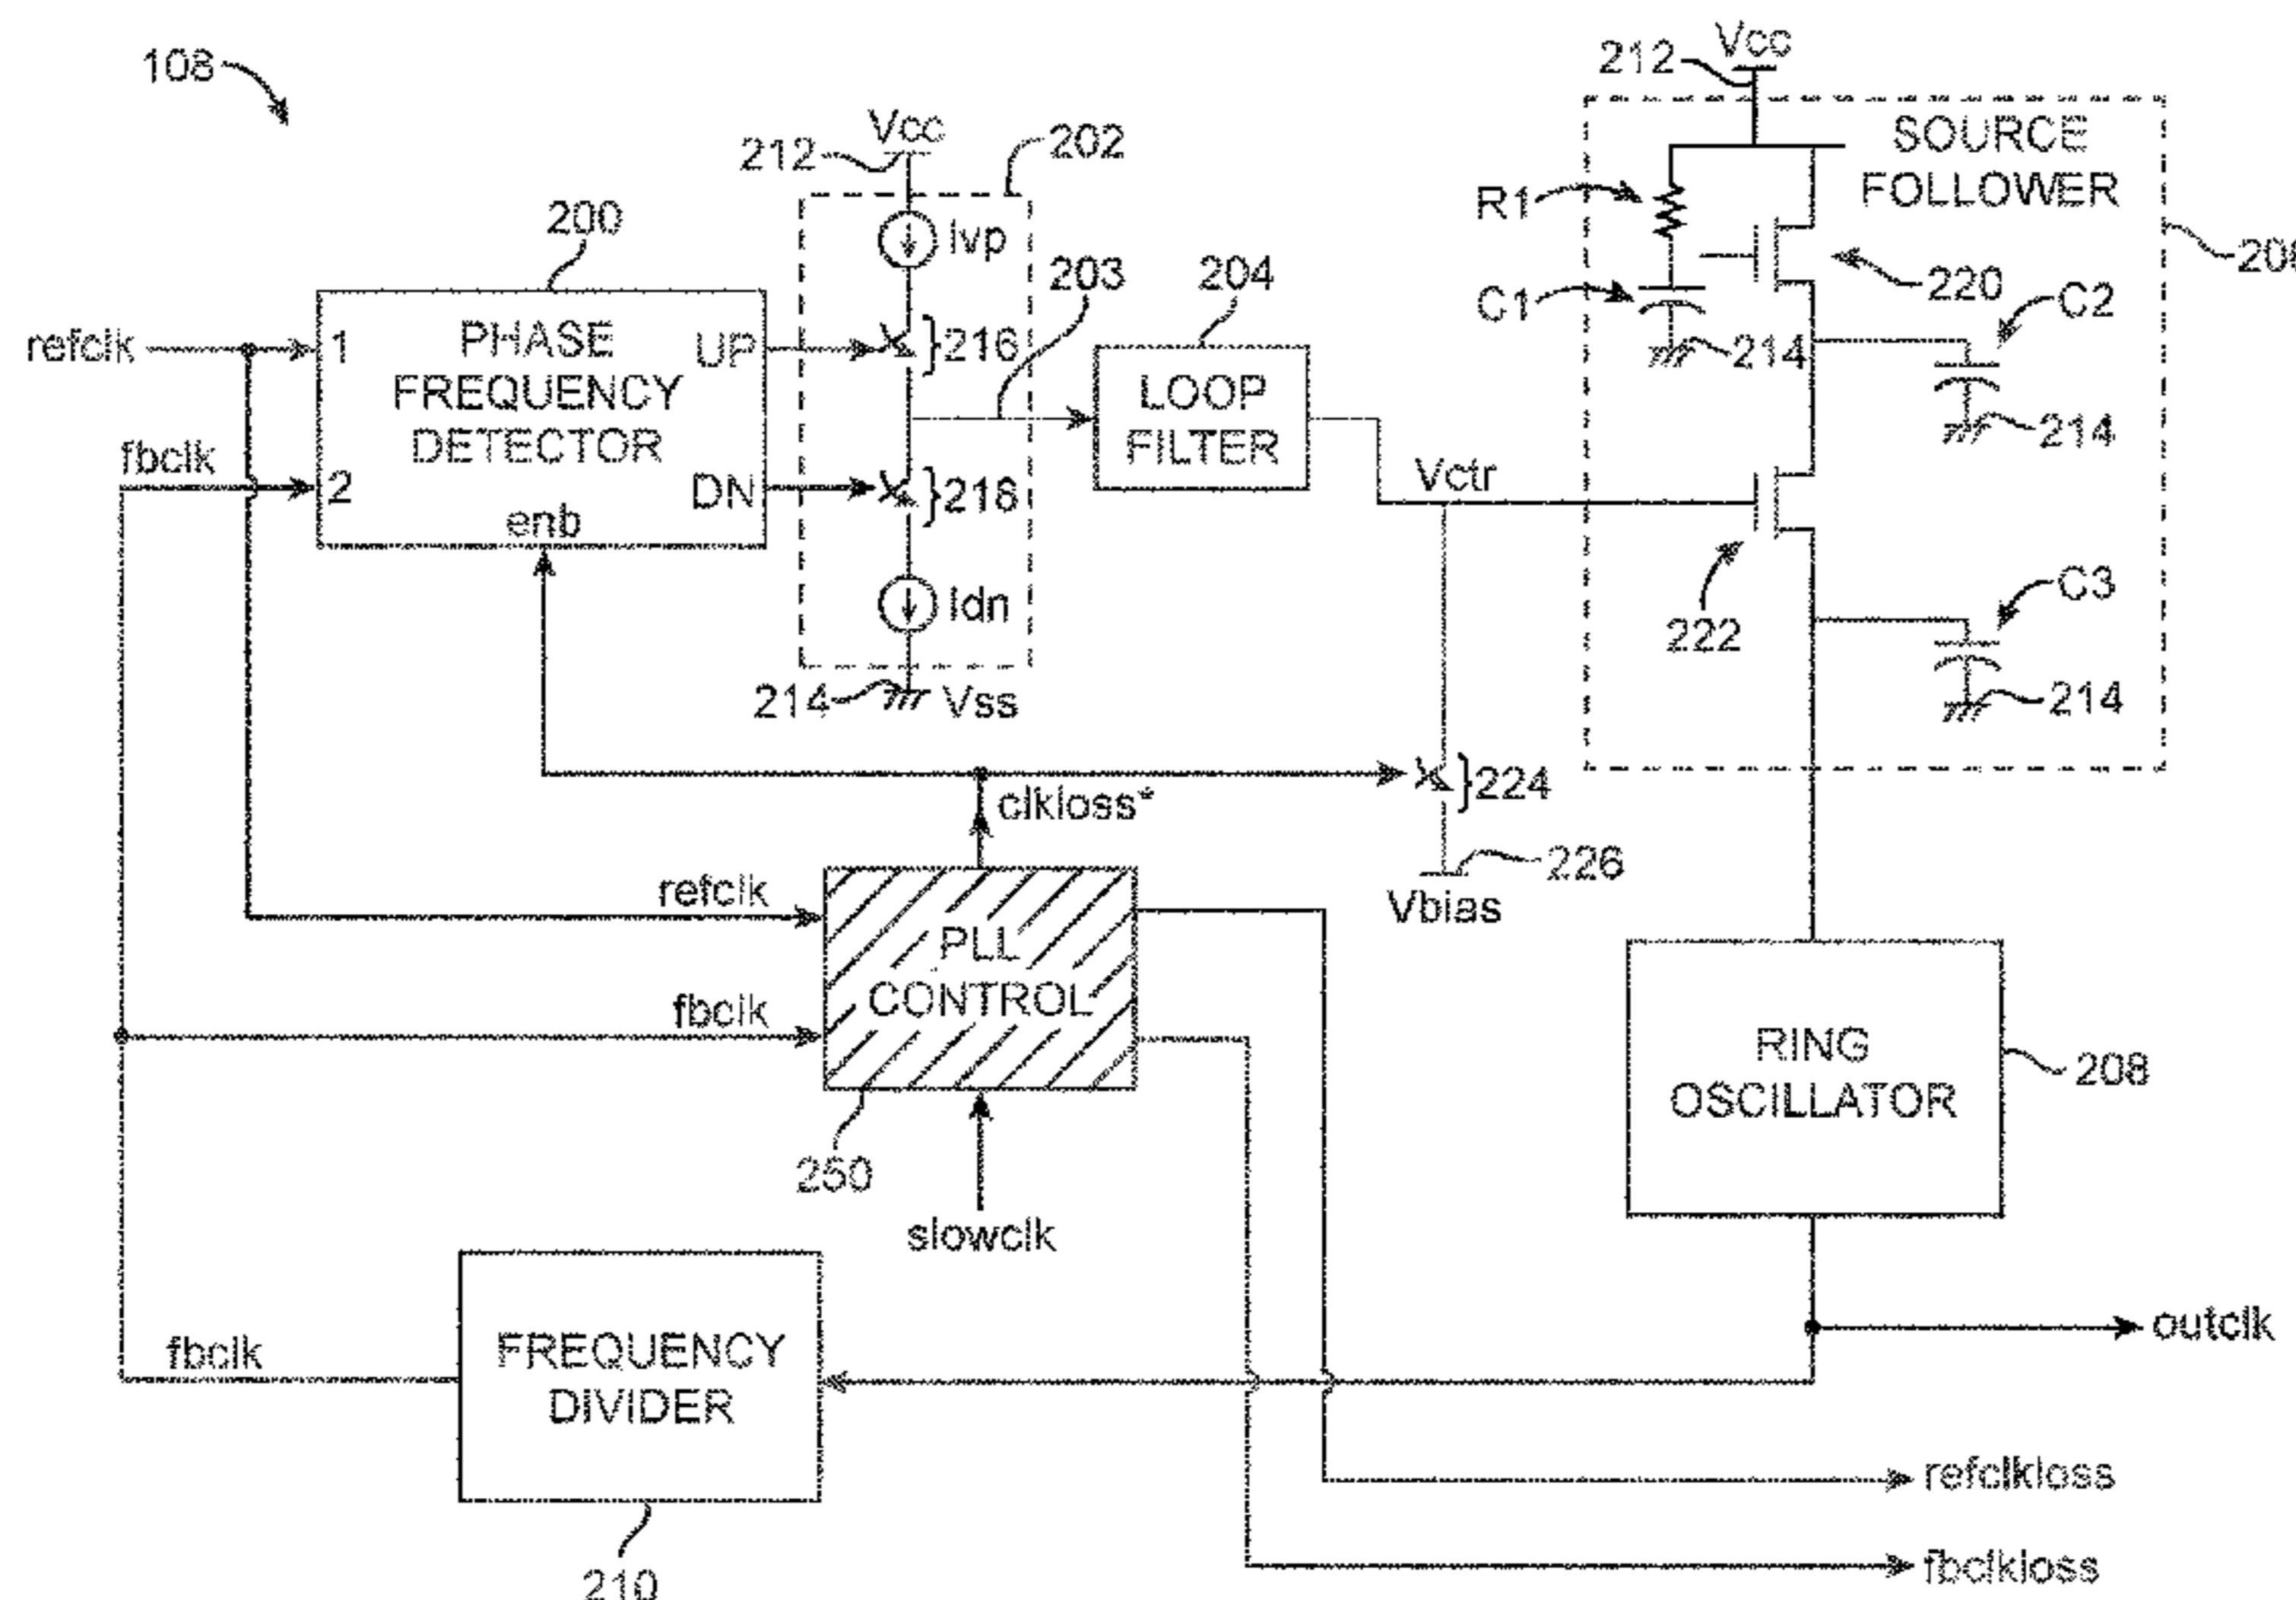 108
Vcc
212
202
Ivp
200
PHASE
FREQUENCY
DETECTOR
1
2
UP
DN
enb
refclk
fbclk
216
218
203
Idn
214
Vss
204
LOOP
FILTER
Vctr
212
Vcc
SOURCE
FOLLOWER
R1
C1
214
220
C2
214
222
C3
214
clkloss*
224
226
Vbias
refclk
fbclk
PLL
CONTROL
250
slowclk
RING
OSCILLATOR
208
outclk
fbclk
FREQUENCY
DIVIDER
210
refclkloss
fbclkloss